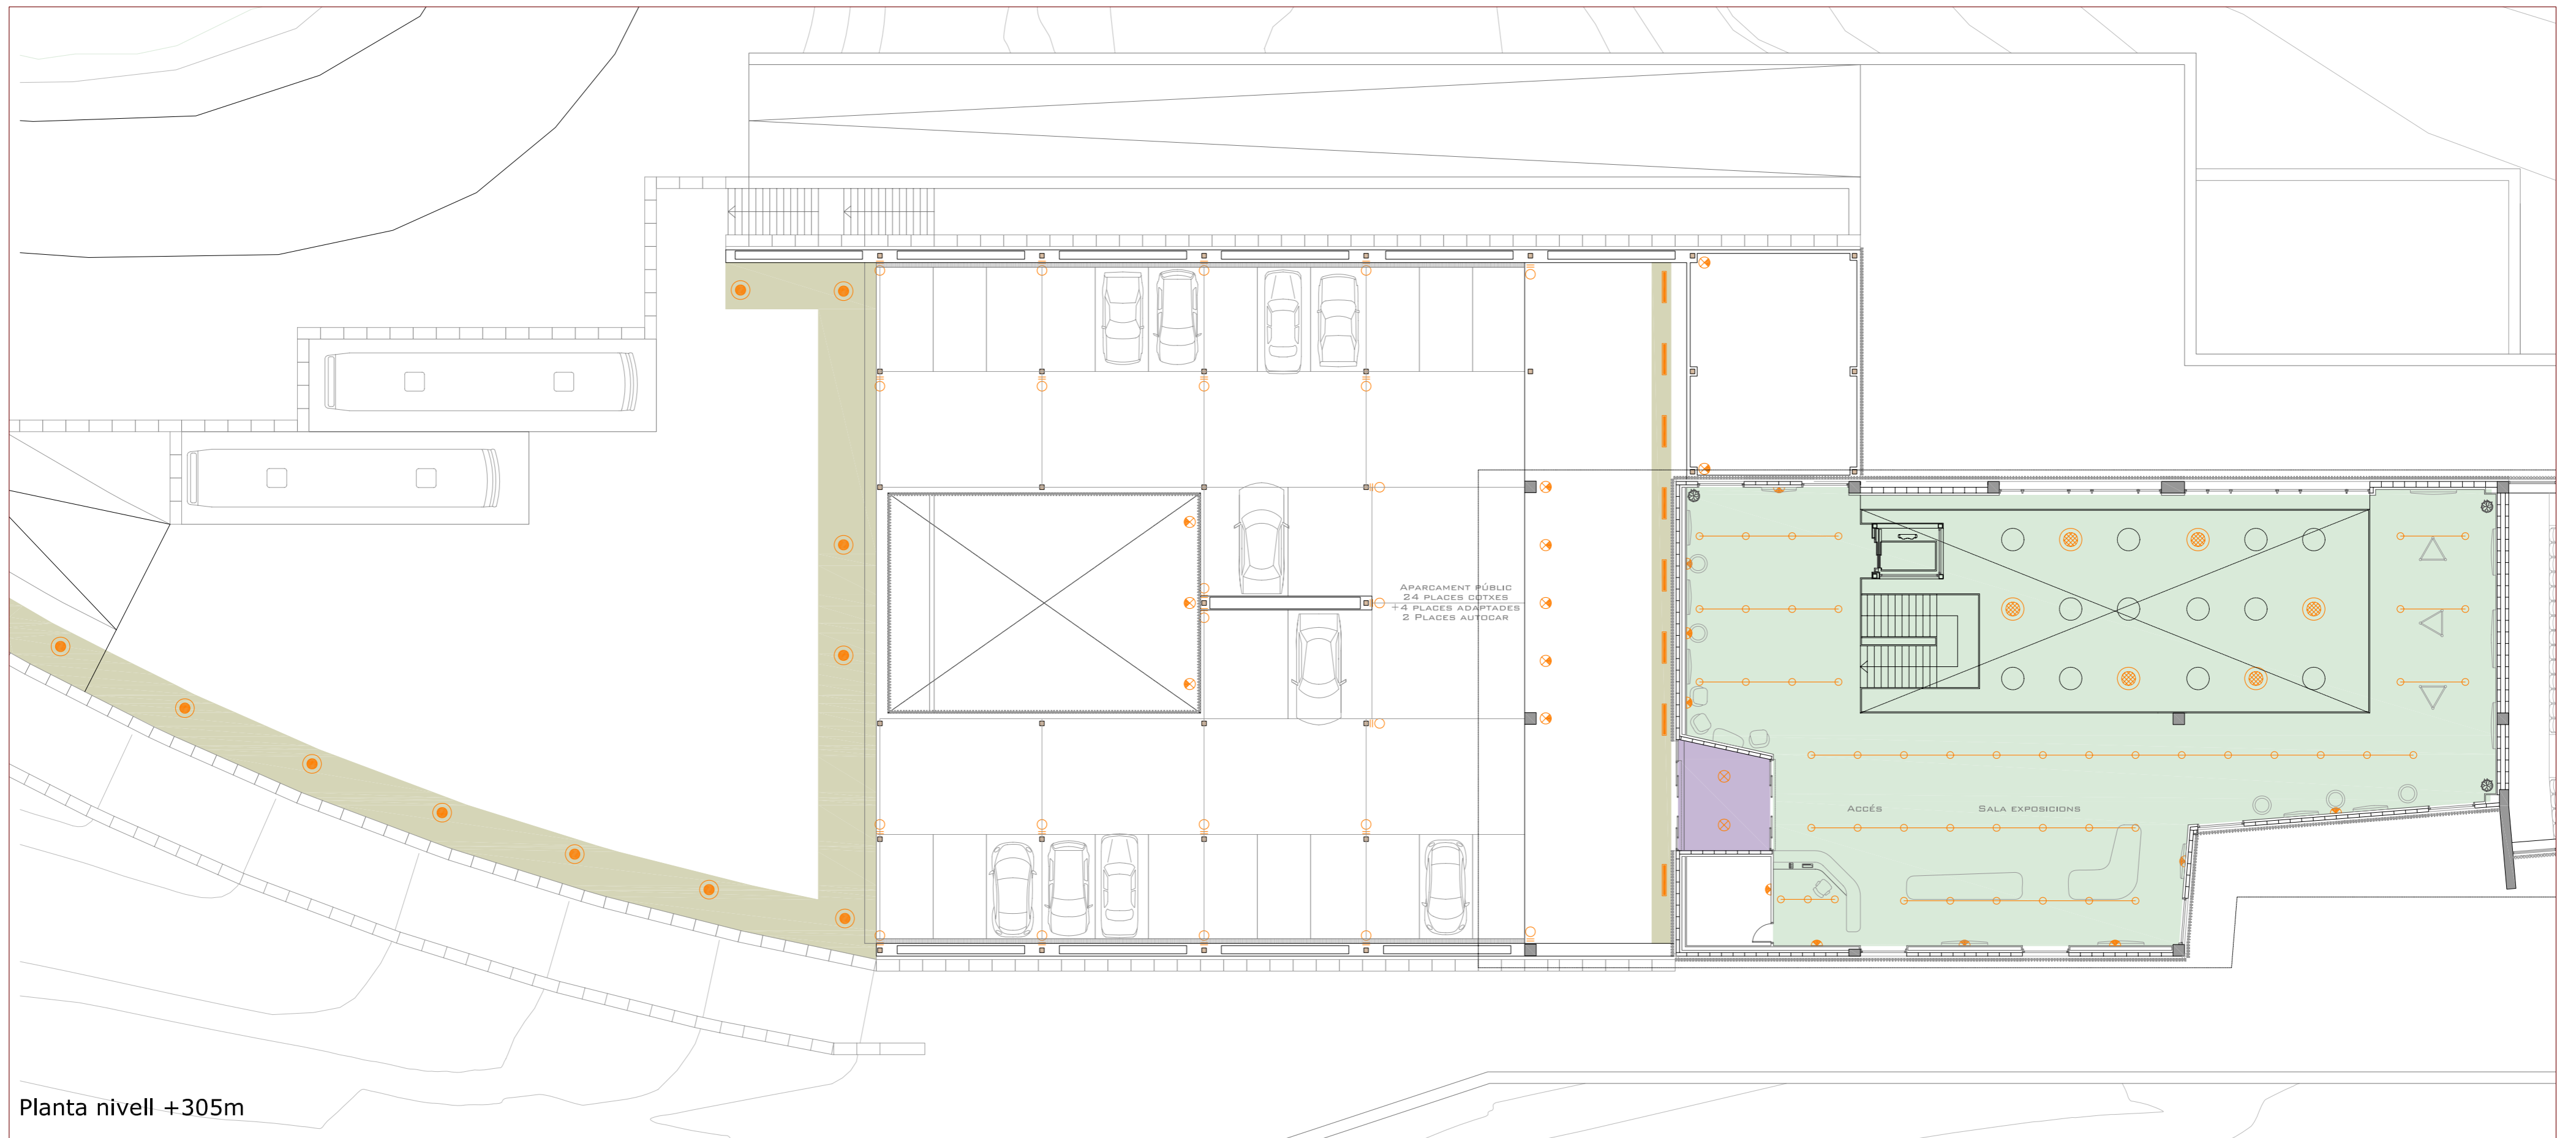 Aparcament públic
24 places cotxes
+4 places adaptades
2 Places autocar
Accés
Sala exposicions
Planta nivell +305m